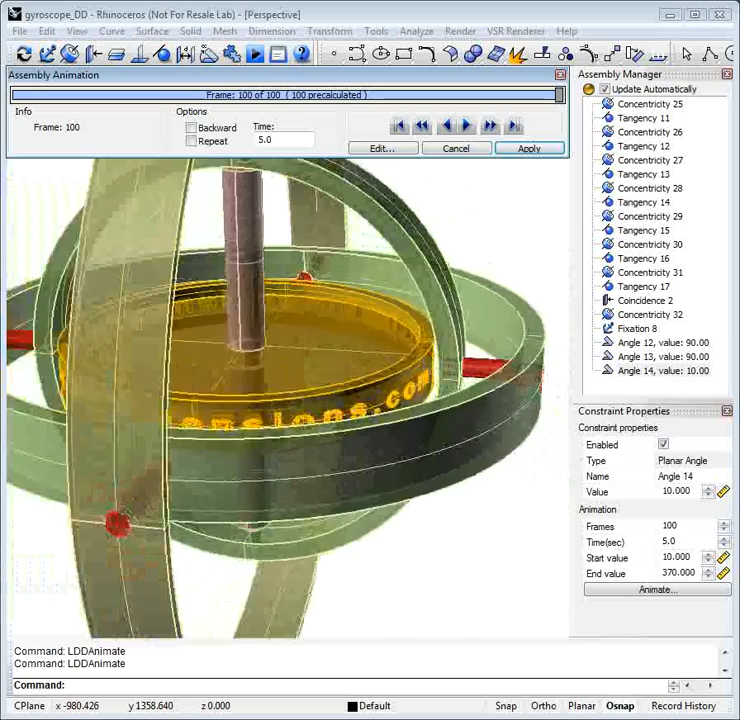 gyroscope_DD - Rhinoceros (Not For Resale Lab) - [Perspective]
File Edit View Curve Surface Solid Mesh Dimension Transform Tools Analyze Render VSR Renderer Help
Assembly Animation
Frame: 100 of 100 ( 100 precalculated )
Info
Options
Frame: 100
Backward
Time:
Repeat
5.0
Edit...
Cancel
Apply
ensions.com
Assembly Manager
Update Automatically
Concentricity 25
Tangency 11
Concentricity 26
Tangency 12
Concentricity 27
Tangency 13
Concentricity 28
Tangency 14
Concentricity 29
Tangency 15
Concentricity 30
Tangency 16
Concentricity 31
Tangency 17
Coincidence 2
Concentricity 32
Fixation 8
Angle 12, value: 90.00
Angle 13, value: 90.00
Angle 14, value: 10.00
Constraint Properties
Constraint properties
Enabled
Type Planar Angle
Name Angle 14
Value 10.000
Animation
Frames 100
Time(sec) 5.0
Start value 10.000
End value 370.000
Animate...
Command: LDDAnimate
Command: LDDAnimate
Command:
CPlane x -980.426 y 1358.640 z 0.000 Default Snap Ortho Planar Osnap Record History